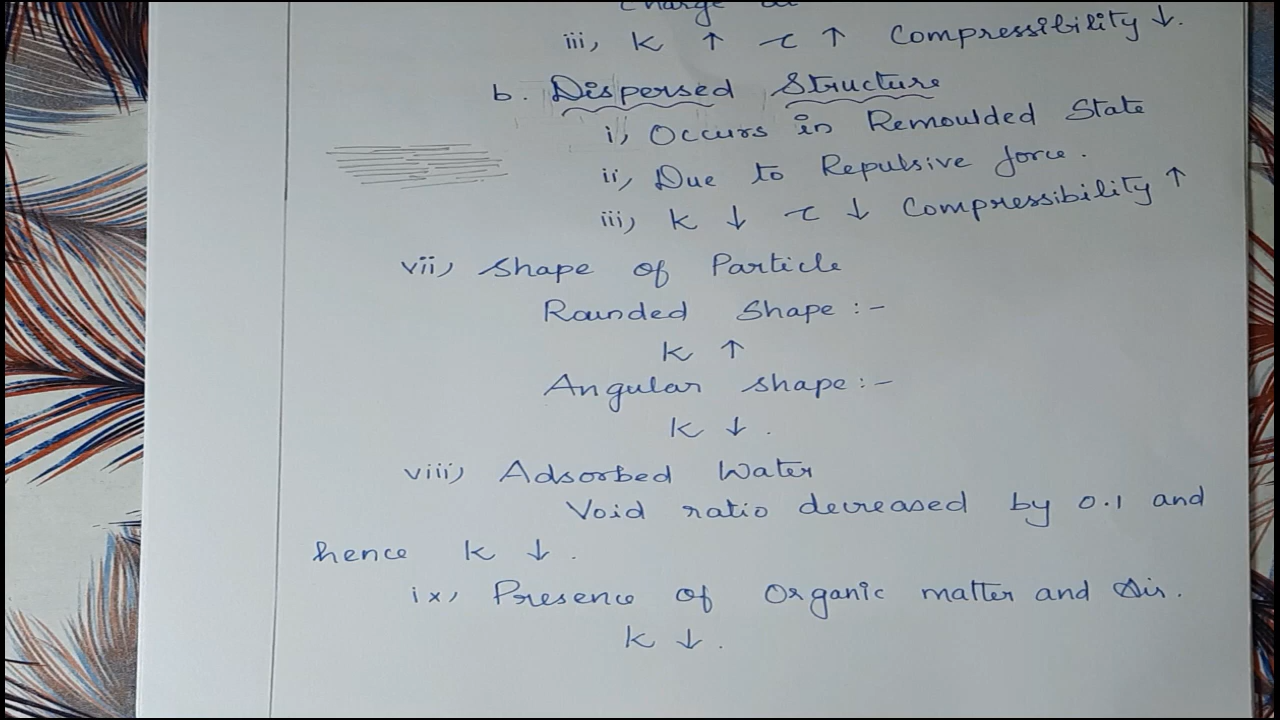 iii, k ↑ τ ↑ Compressibility ↓.
b. Dispersed Structure
i, Occurs in Remoulded State
ii, Due to Repulsive force.
iii) k ↓ τ ↓ Compressibility ↑
vii, Shape of Particle
Rounded Shape :-
k ↑
Angular shape :-
k ↓.
viii) Adsorbed Water
Void ratio decreased by 0.1 and
hence k ↓.
ix, Presence of Organic matter and Air.
k ↓.